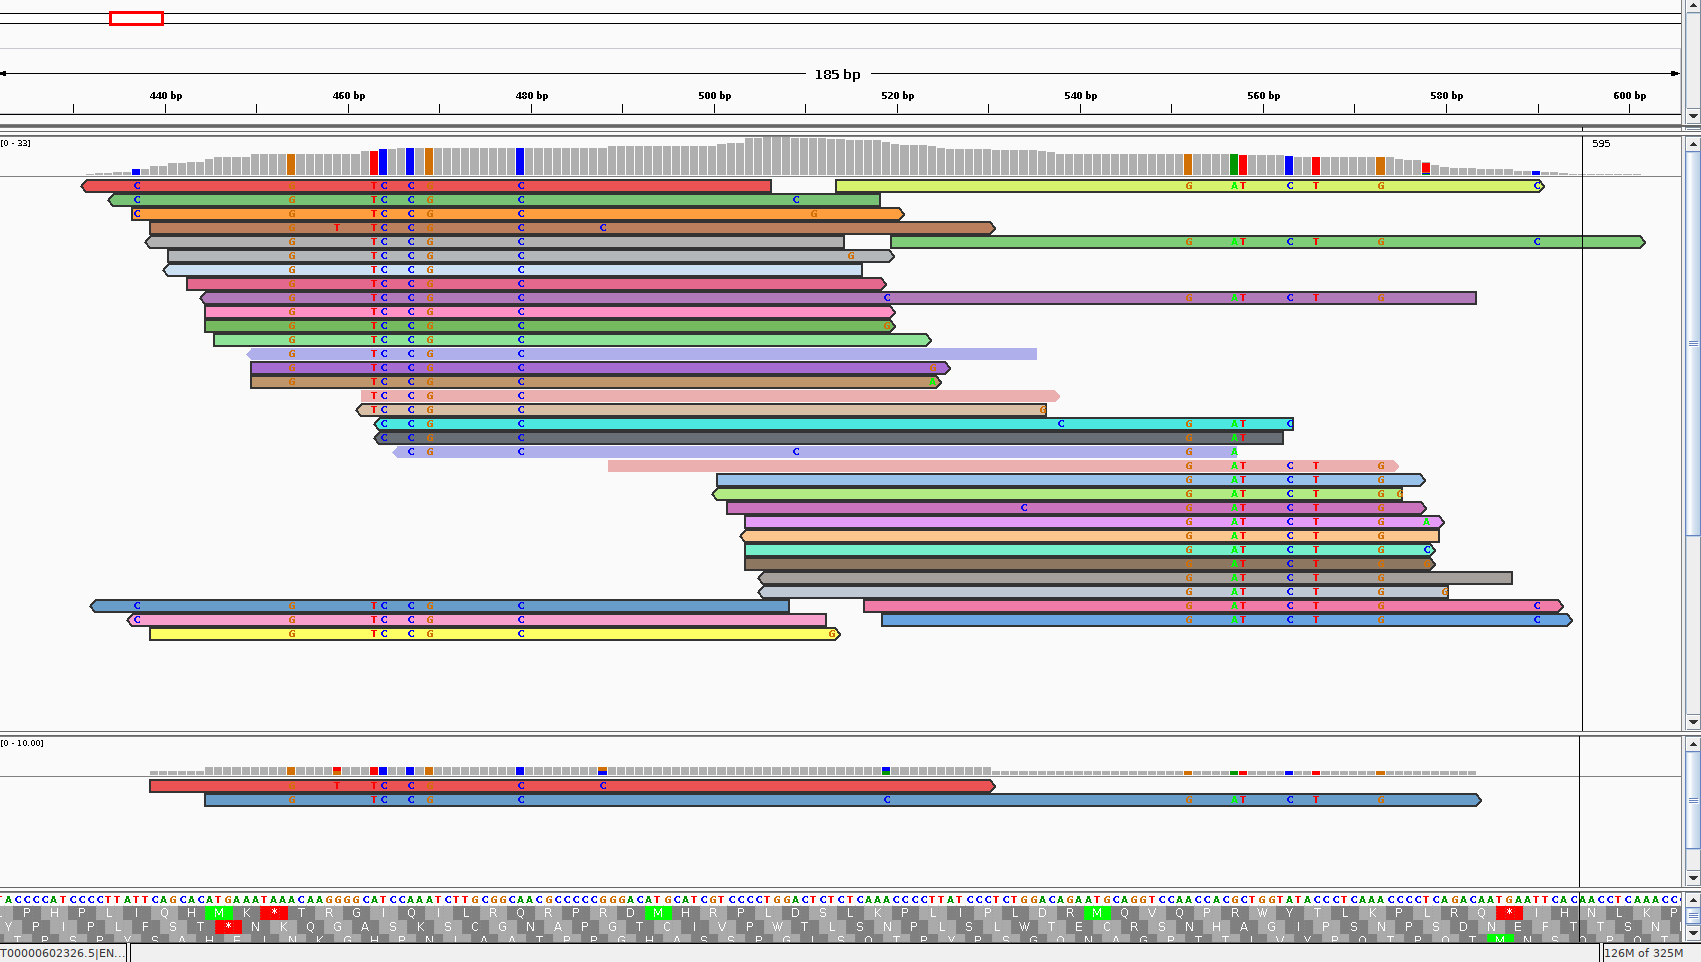 185 bp
440 bp 460 bp 480 bp 500 bp 520 bp 540 bp 560 bp 580 bp 600 bp
[0 - 33] 595
C G T C C G C G A T C T G C
C G T C C G C C
C G T C C G C G
G T T C C G C C
G T C C G C G A T C T G C
G T C C G C G
G T C C G C
G T C C G C
G T C C G C C G A T C T G
G T C C G C
G T C C G C G
G T C C G C
G T C C G C
G T C C G C G
G T C C G C A
T C C G C
T C C G C G
C C G C C G A T C
C C G C G A T
C G C C G A
G A T C T G
G A T C T G
G A T C T G G
C G A T C T G
G A T C T G A
G A T C T G
G A T C T G C
G A T C T G G
G A T C T G
G A T C T G G
C G T C C G C G A T C T G C
C G T C C G C G A T C T G C
G T C C G C G
[0 - 10.00]
G T T C C G C C
G T C C G C C G A T C T G
TACCCCATCCCCTTATTCAGCACATGAAATAAACAAGGGGCATCCAAATCTTGCGGCAACGCCCCCGGGACATGCATCGTCCCCTGGACTCTCTCAAACCCCTTATCCCTCTGGACAGAATGCAGGTCCAACCACGCTGGTATACCCTCAAACCCCTCAGACAATGAATTCACAACCTCAAACC
P H P L I Q H M K * T R G I Q I L R Q R P R D M H R P L D S L K P L I P L D R M Q V Q P R W Y T L K P L R Q * I H N L K P
Y P I P L F S T * N K Q G A S K S C G N A P G T C I V P W T L S N P L S L W T E C R S N H A G I P S N P S D N E F T T S N
T00000602326.5|EN... 126M of 325M